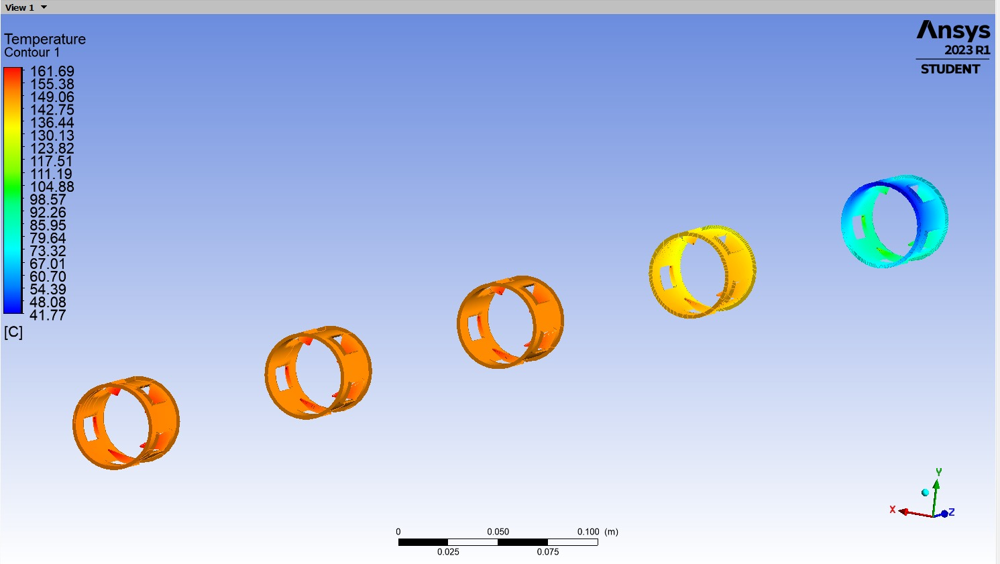 View 1
Ansys
2023 R1
STUDENT
Temperature
Contour 1
161.69
155.38
149.06
142.75
136.44
130.13
123.82
117.51
111.19
104.88
98.57
92.26
85.95
79.64
73.32
67.01
60.70
54.39
48.08
41.77
[C]
Y
X
Z
0 0.050 0.100 (m)
0.025 0.075